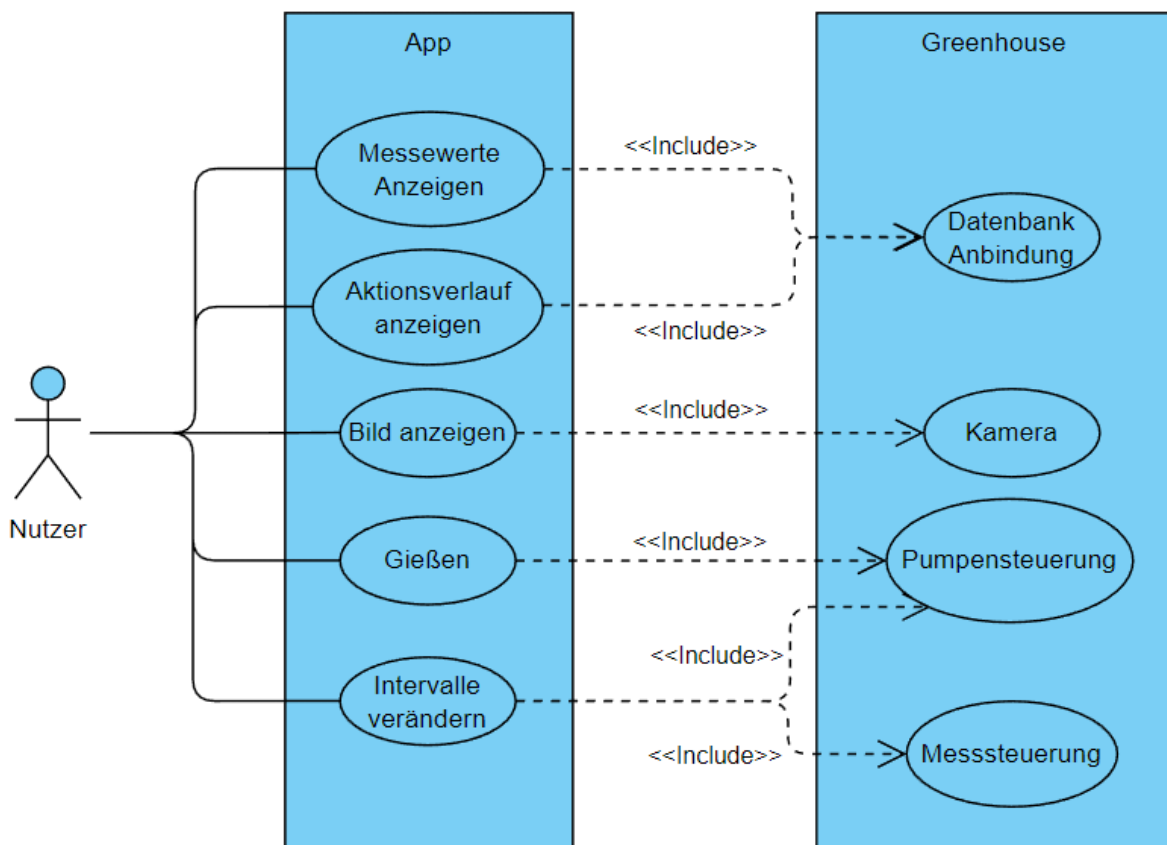 App
Greenhouse
Messewerte
Anzeigen
<<Include>>
Datenbank
Anbindung
Aktionsverlauf
anzeigen
<<Include>>
Bild anzeigen
<<Include>>
Kamera
Nutzer
Gießen
<<Include>>
Pumpensteuerung
Intervalle
verändern
<<Include>>
<<Include>>
Messsteuerung